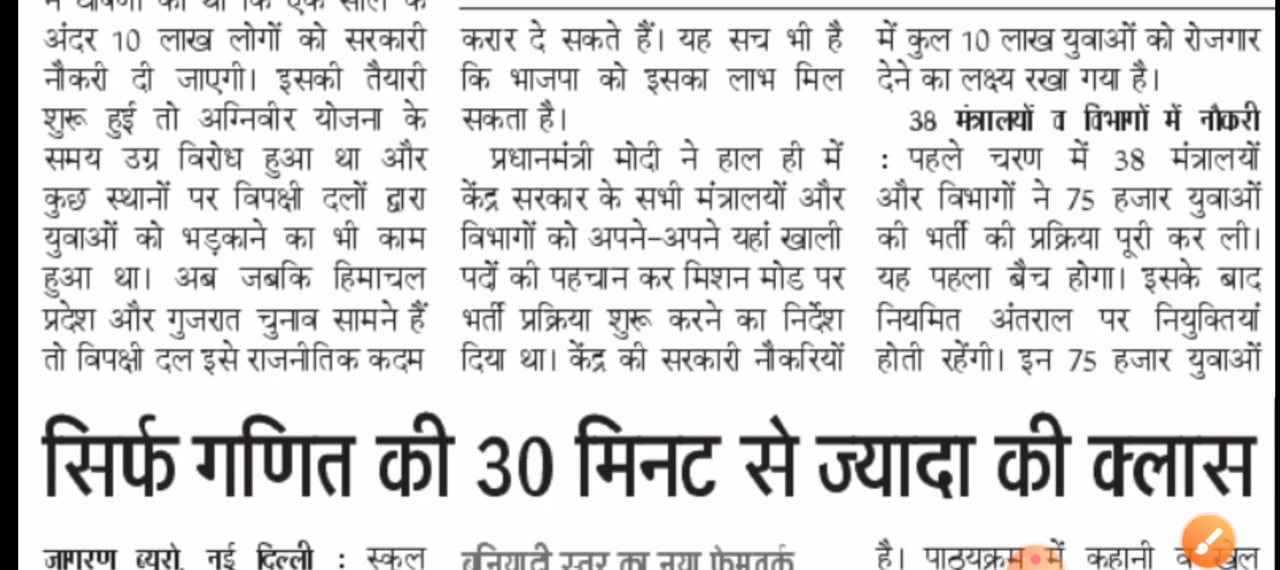 अंदर 10 लाख लोगों को सरकारी
नौकरी दी जाएगी। इसकी तैयारी
शुरू हुई तो अग्निवीर योजना के
समय उग्र विरोध हुआ था और
कुछ स्थानों पर विपक्षी दलों द्वारा
युवाओं को भड़काने का भी काम
हुआ था। अब जबकि हिमाचल
प्रदेश और गुजरात चुनाव सामने हैं
तो विपक्षी दल इसे राजनीतिक कदम
करार दे सकते हैं। यह सच भी है
कि भाजपा को इसका लाभ मिल
सकता है।
प्रधानमंत्री मोदी ने हाल ही में
केंद्र सरकार के सभी मंत्रालयों और
विभागों को अपने-अपने यहां खाली
पदों की पहचान कर मिशन मोड पर
भर्ती प्रक्रिया शुरू करने का निर्देश
दिया था। केंद्र की सरकारी नौकरियों
में कुल 10 लाख युवाओं को रोजगार
देने का लक्ष्य रखा गया है।
38 मंत्रालयों व विभागों में नौकरी
: पहले चरण में 38 मंत्रालयों
और विभागों ने 75 हजार युवाओं
की भर्ती की प्रक्रिया पूरी कर ली।
यह पहला बैच होगा। इसके बाद
नियमित अंतराल पर नियुक्तियां
होती रहेंगी। इन 75 हजार युवाओं
सिर्फ गणित की 30 मिनट से ज्यादा की क्लास
जागरण ब्यूरो, नई दिल्ली : स्कूल
बुनियादी स्तर का नया फ्रेमवर्क
है। पाठ्यक्रम में कहानी व खेल